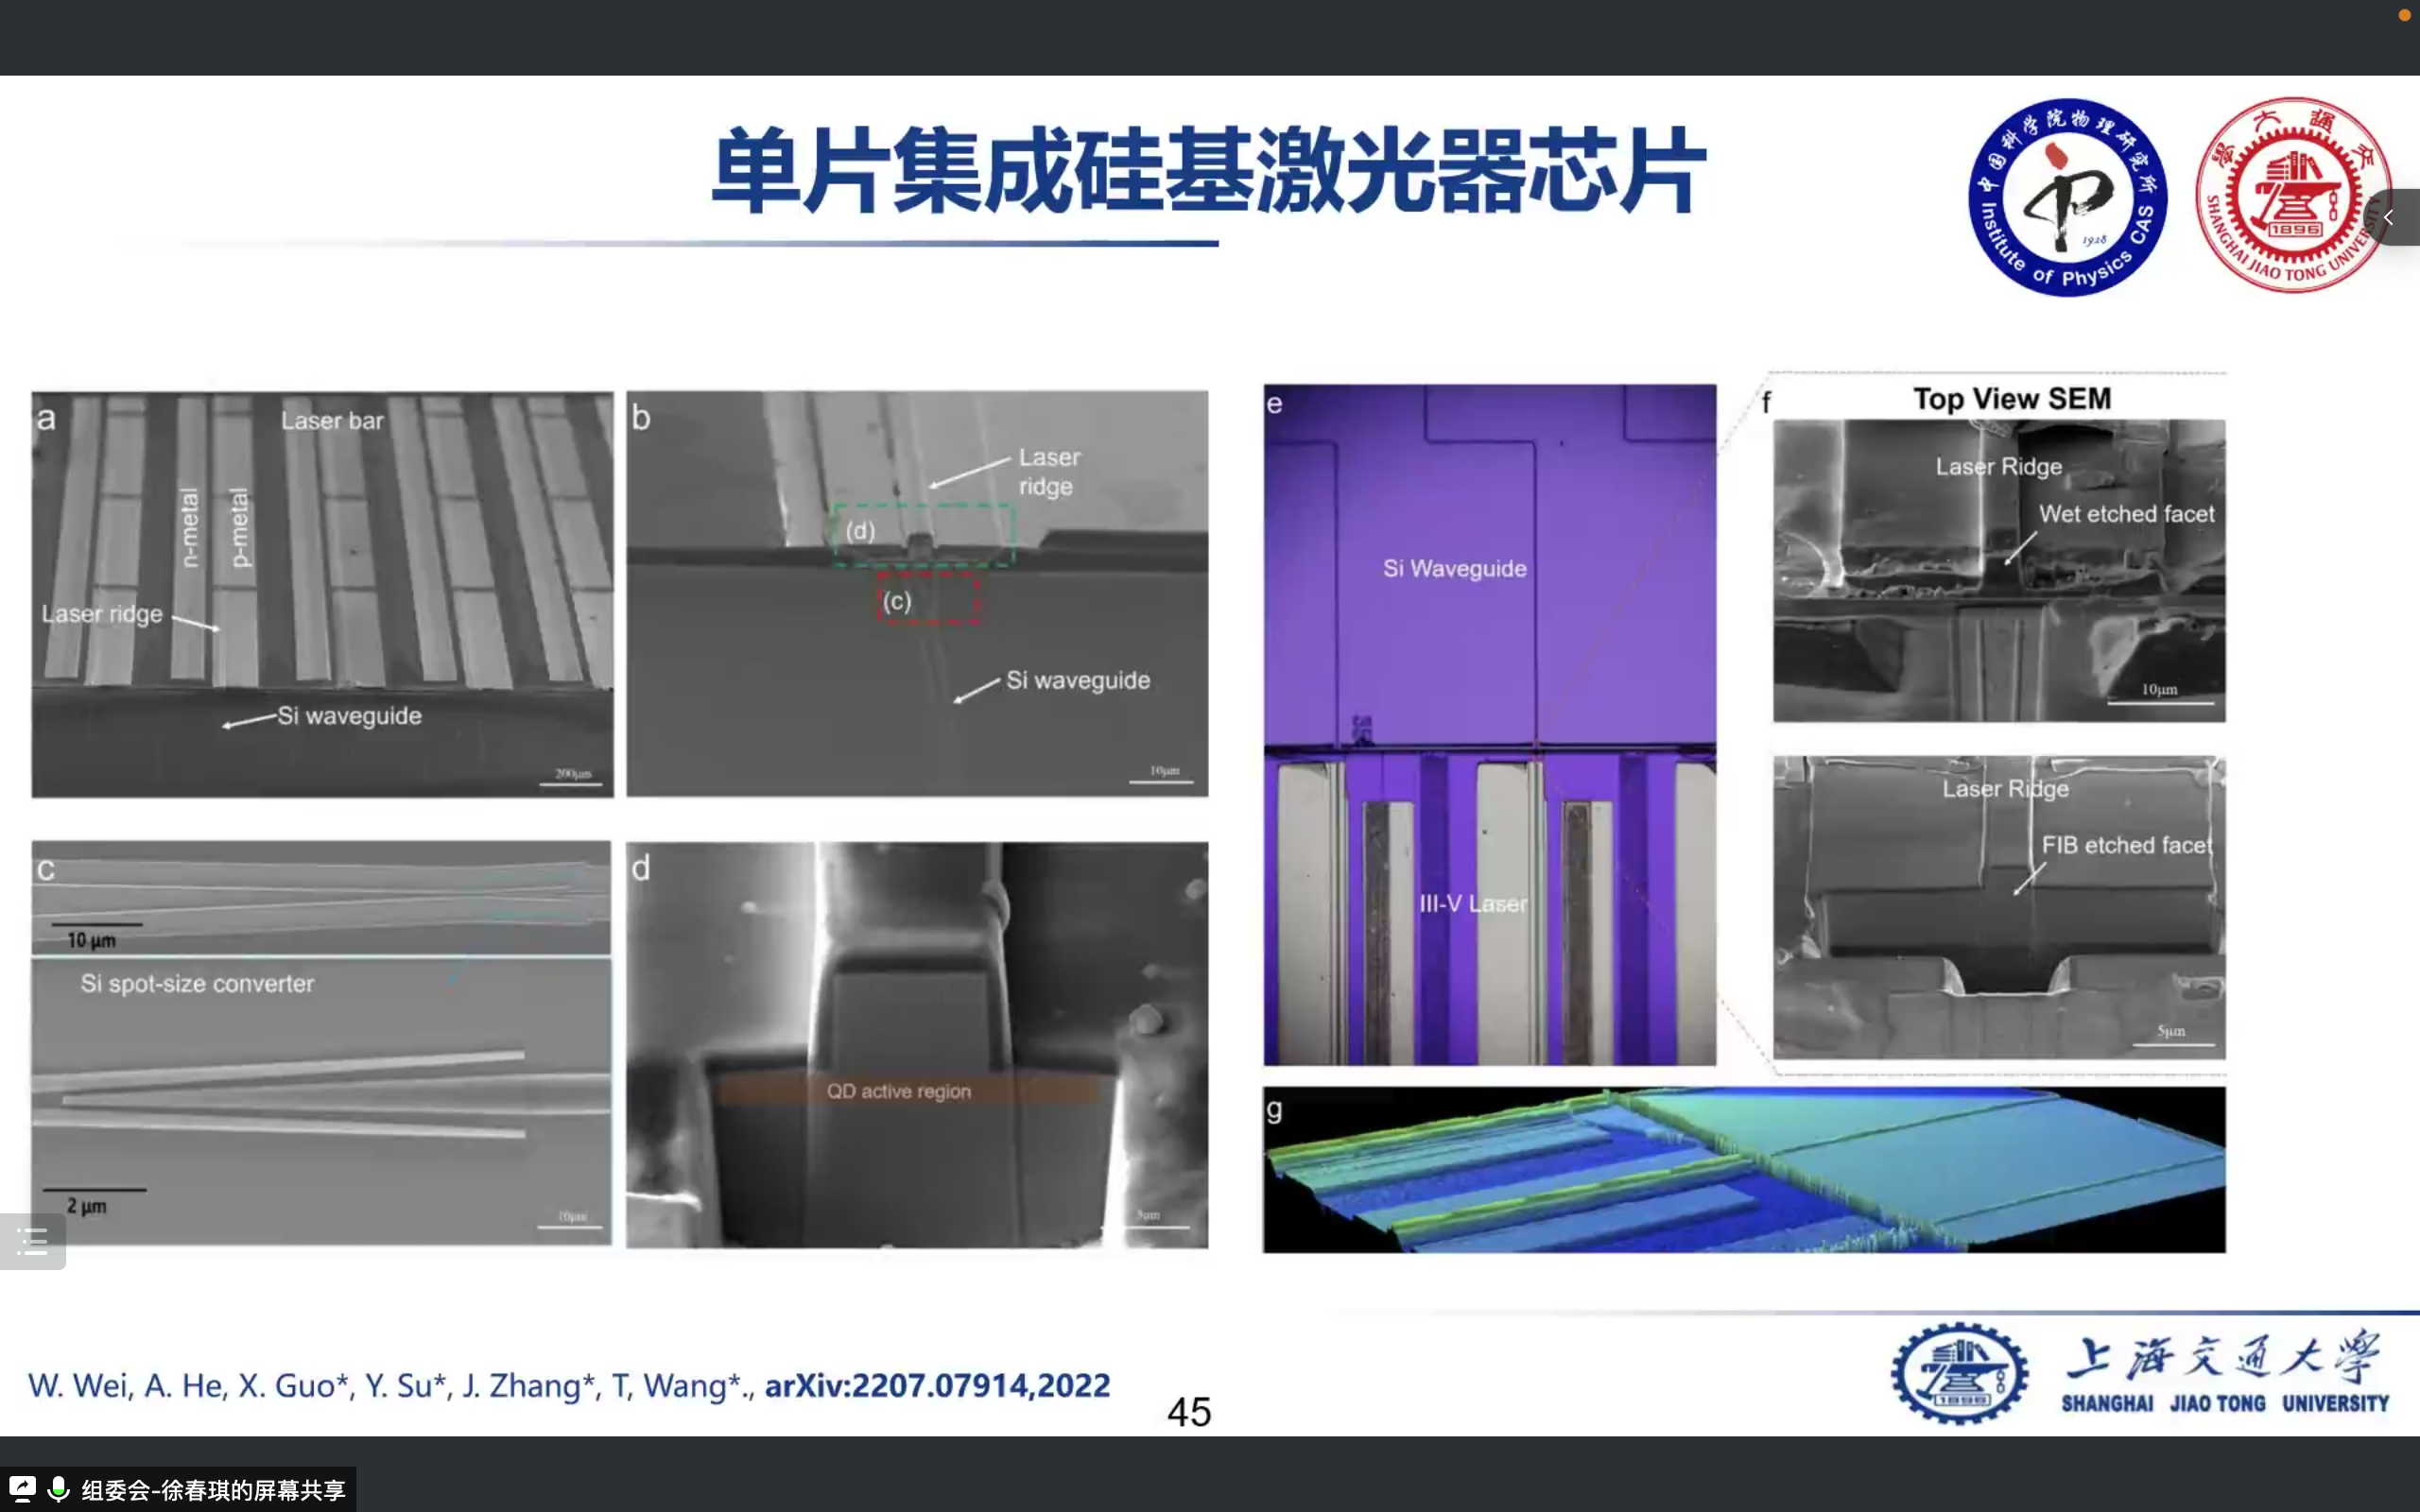 单片集成硅基激光器芯片
中国科学院物理研究所
1928
Institute of Physics CAS
1896
SHANGHAI JIAO TONG UNIVERSITY
a
Laser bar
n-metal
p-metal
Laser ridge
Si waveguide
200μm
b
Laser
ridge
(d)
(c)
Si waveguide
10μm
c
10 μm
Si spot-size converter
2 μm
10μm
d
QD active region
5μm
e
Si Waveguide
III-V Laser
f
Top View SEM
Laser Ridge
Wet etched facet
10μm
Laser Ridge
FIB etched facet
5μm
g
W. Wei, A. He, X. Guo*, Y. Su*, J. Zhang*, T, Wang*., arXiv:2207.07914,2022
45
1896
上海交通大学
SHANGHAI JIAO TONG UNIVERSITY
组委会-徐春琪的屏幕共享